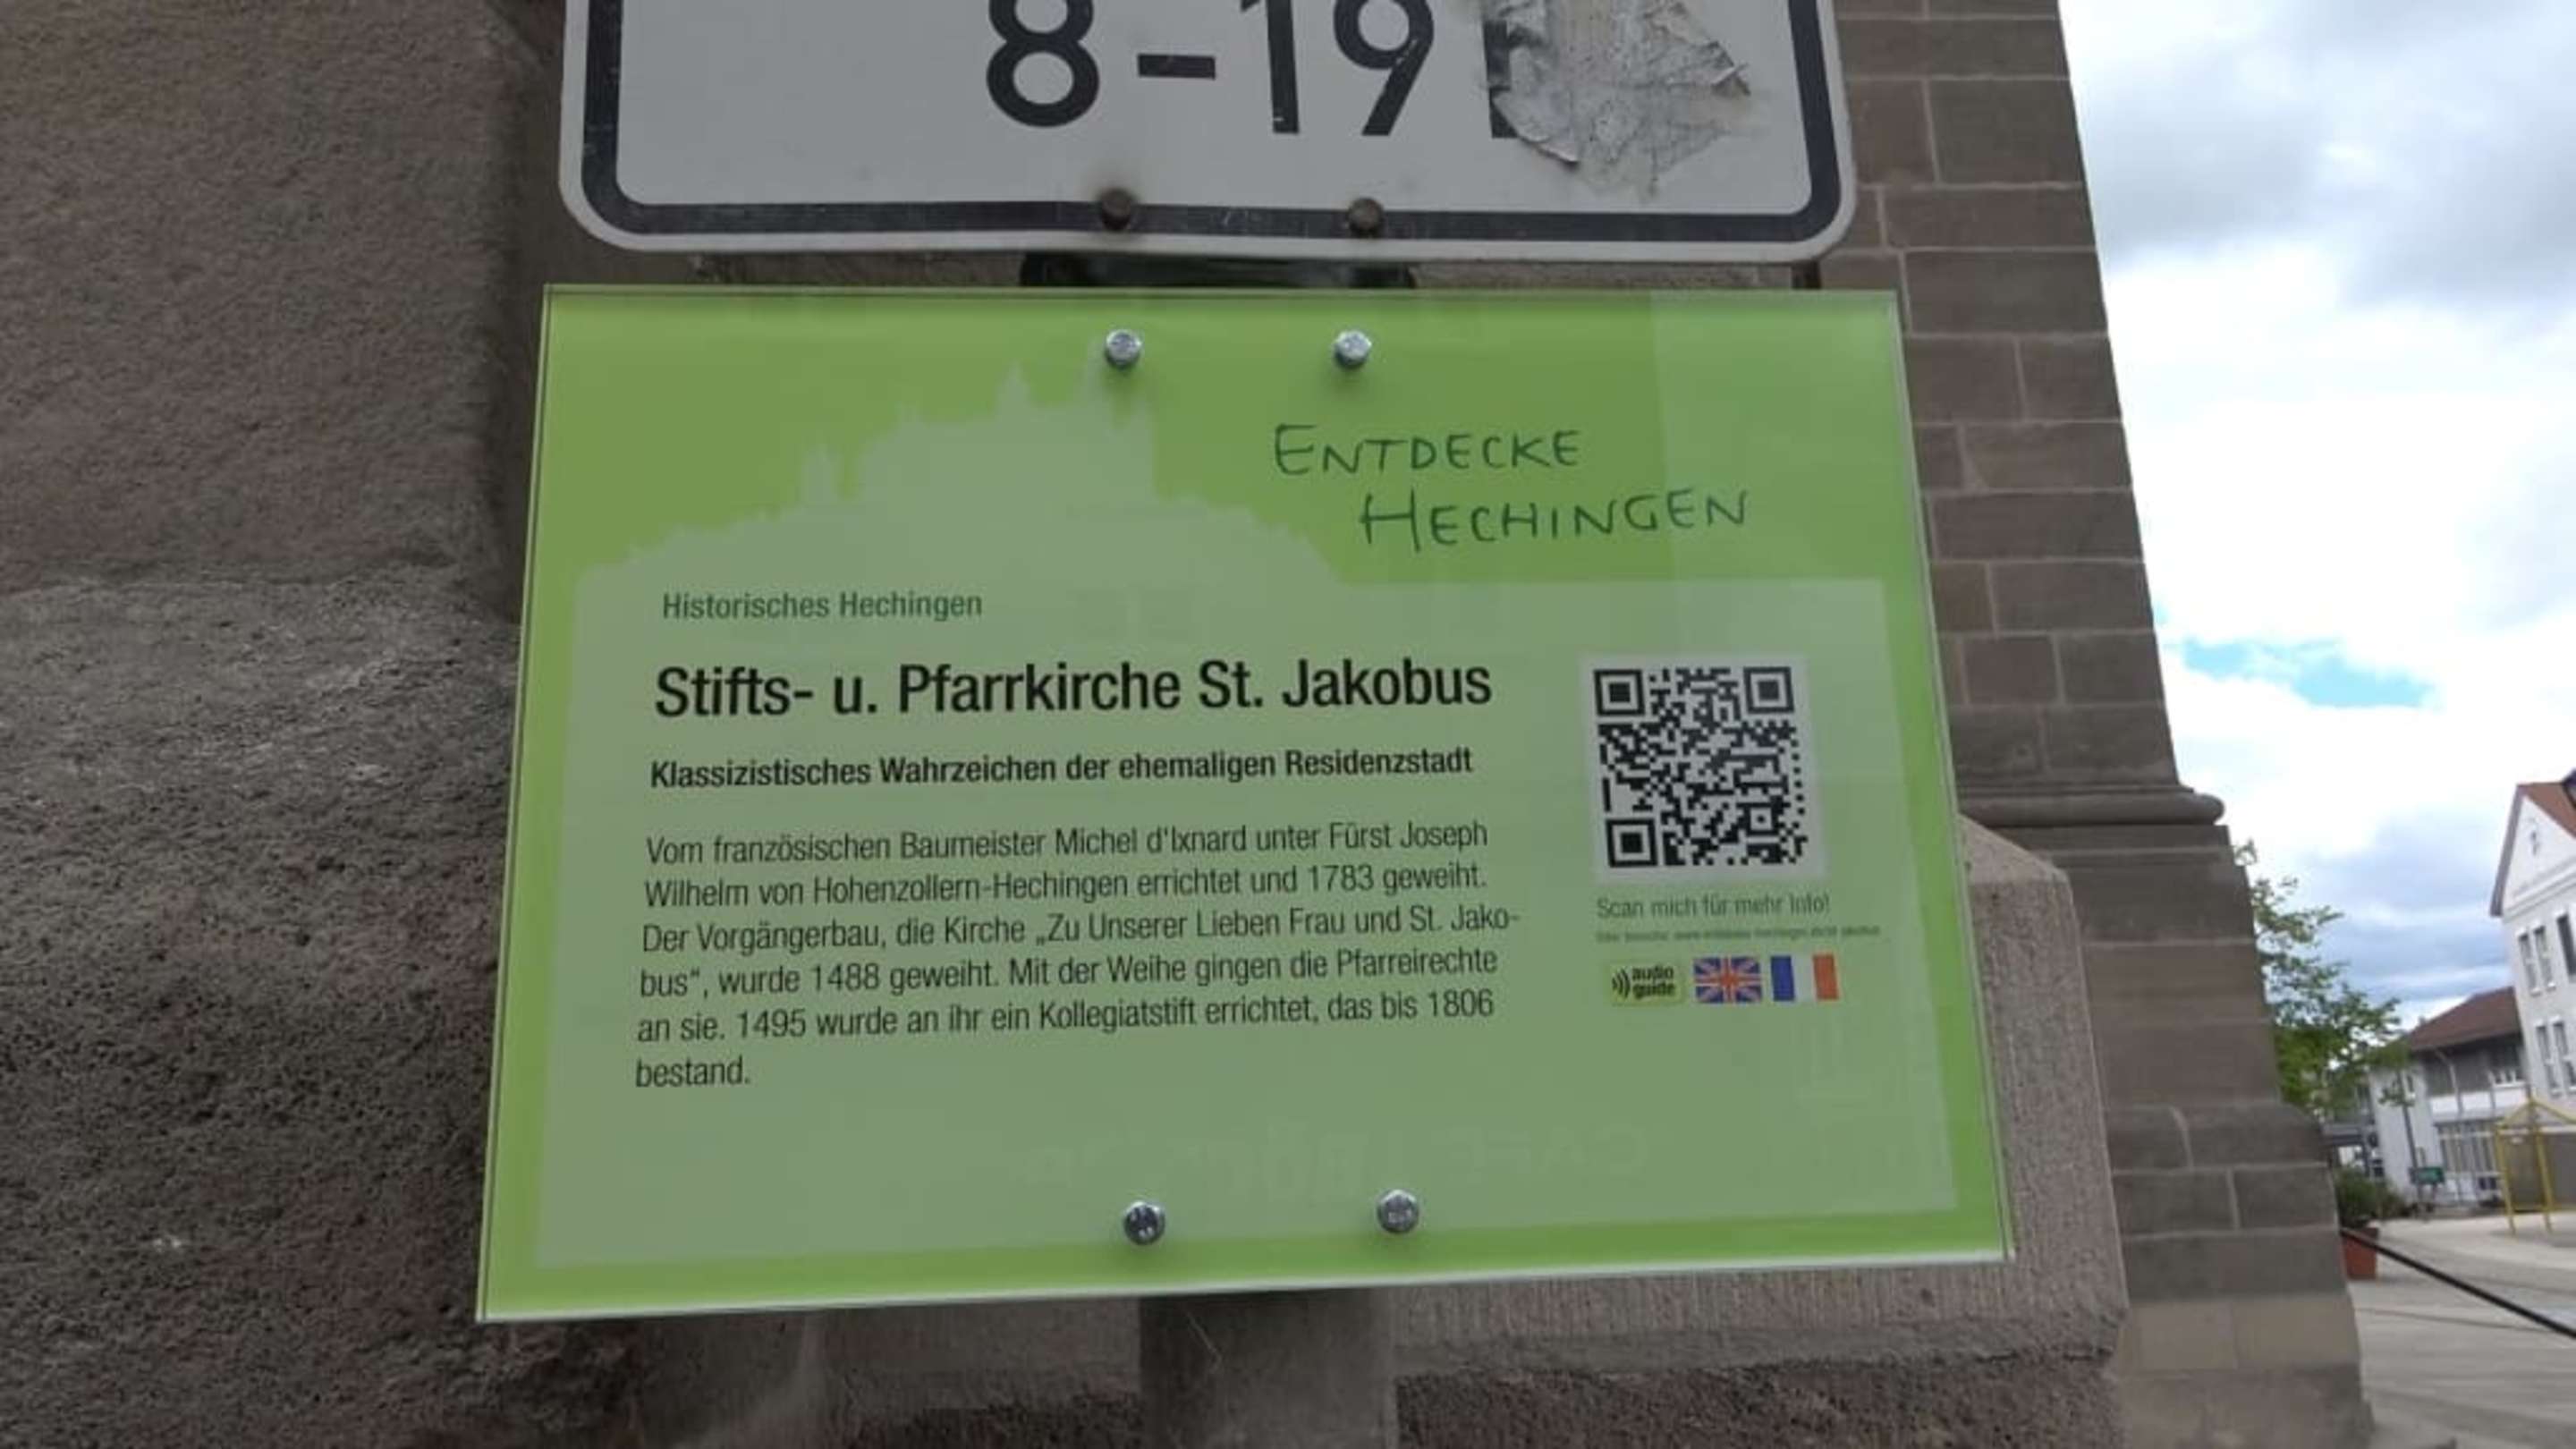 8-19
ENTDECKE
HECHINGEN
Historisches Hechingen
Stifts- u. Pfarrkirche St. Jakobus
Klassizistisches Wahrzeichen der ehemaligen Residenzstadt
Vom französischen Baumeister Michel d'Ixnard unter Fürst Joseph
Wilhelm von Hohenzollern-Hechingen errichtet und 1783 geweiht.
Der Vorgängerbau, die Kirche „Zu Unserer Lieben Frau und St. Jako-
bus“, wurde 1488 geweiht. Mit der Weihe gingen die Pfarreirechte
an sie. 1495 wurde an ihr ein Kollegiatstift errichtet, das bis 1806
bestand.
Scan mich für mehr Info!
audio
guide